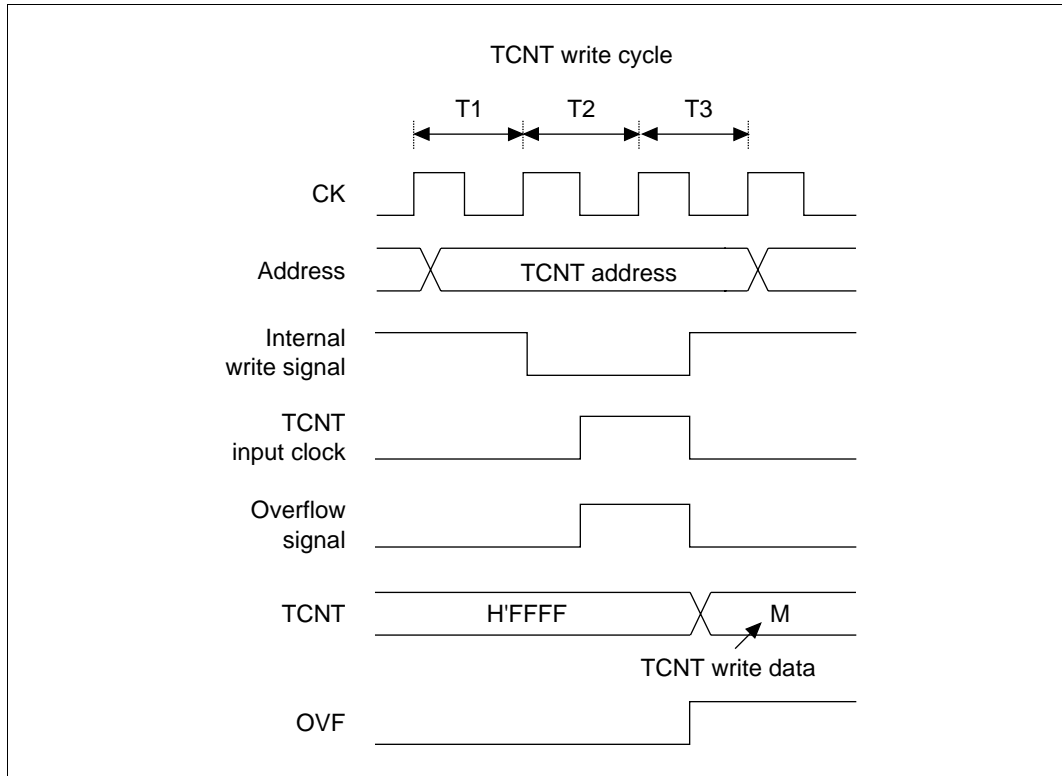 TCNT write cycle
T1 T2 T3
CK
Address
TCNT address
Internal
write signal
TCNT
input clock
Overflow
signal
TCNT
H'FFFF
M
TCNT write data
OVF